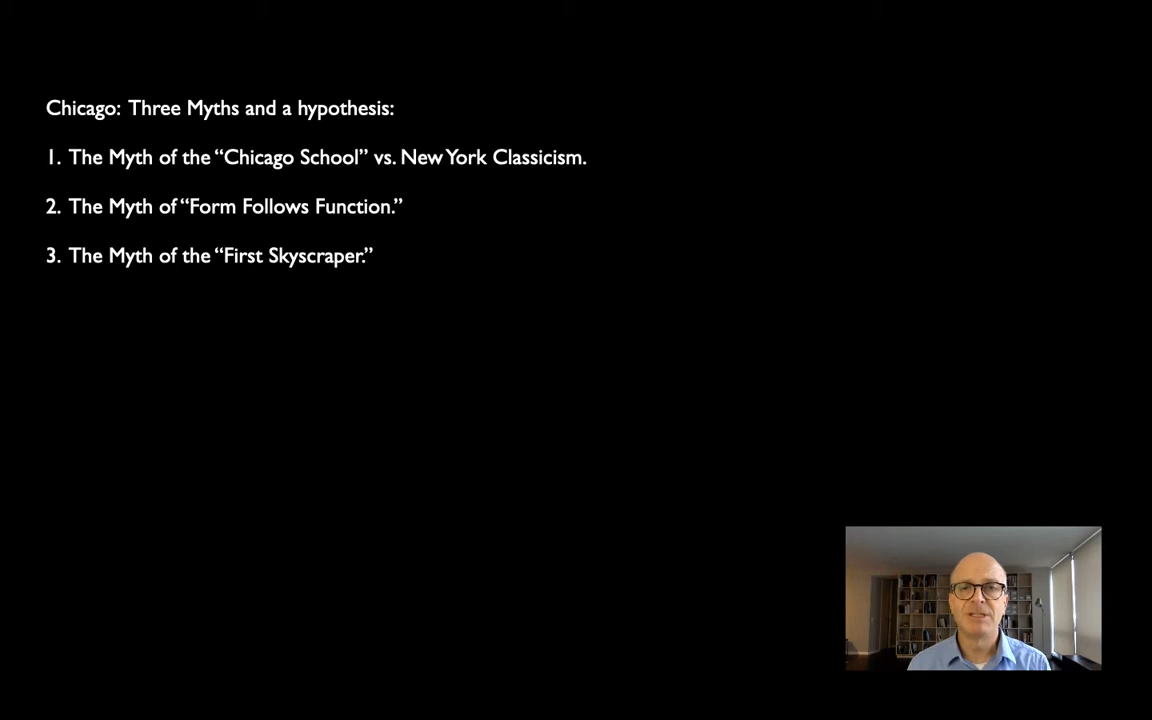 Chicago: Three Myths and a hypothesis:
1. The Myth of the “Chicago School” vs. New York Classicism.
2. The Myth of “Form Follows Function.”
3. The Myth of the “First Skyscraper.”